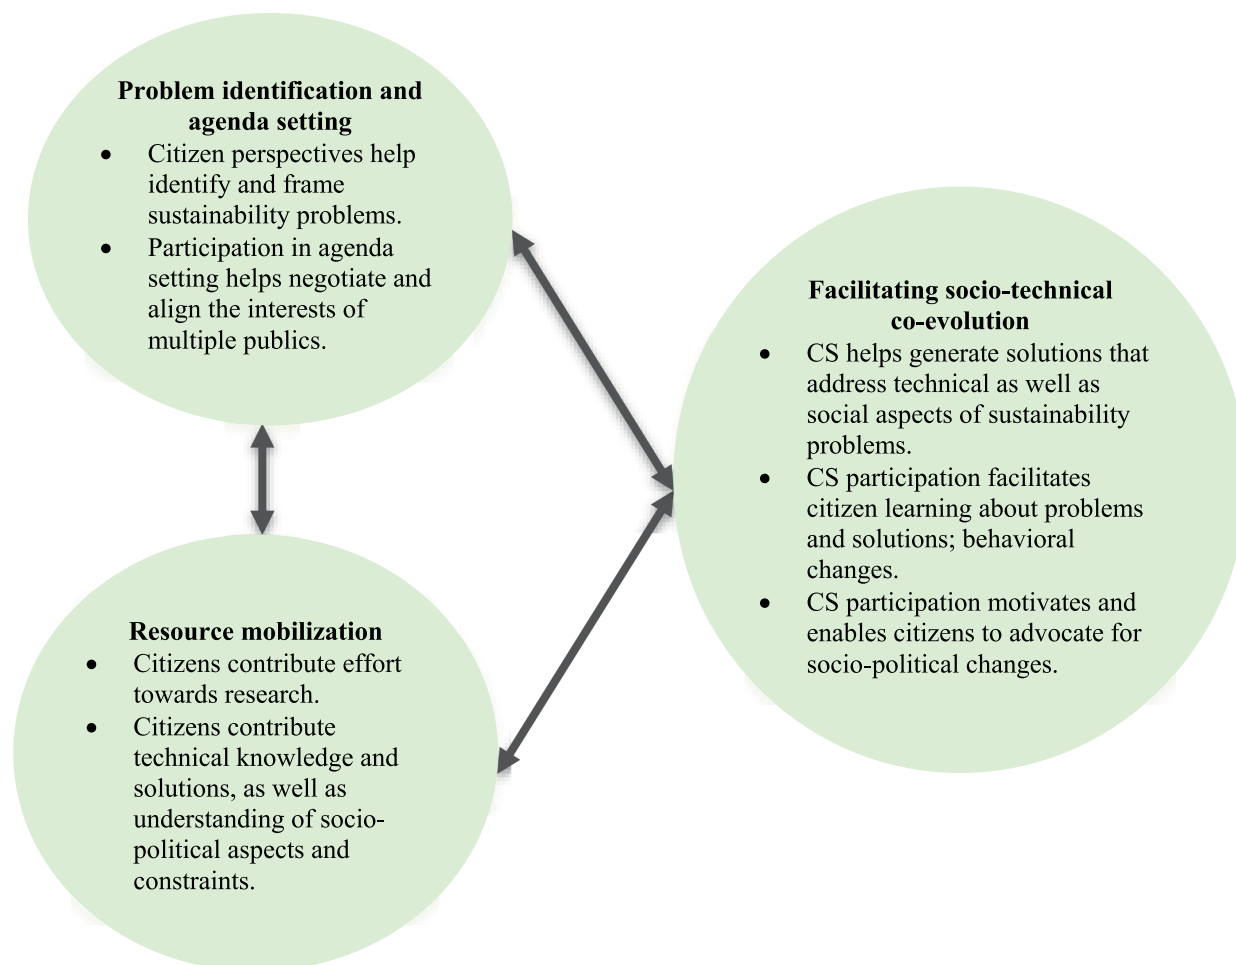 Problem identification and
agenda setting
• Citizen perspectives help
identify and frame
sustainability problems.
• Participation in agenda
setting helps negotiate and
align the interests of
multiple publics.
Resource mobilization
• Citizens contribute effort
towards research.
• Citizens contribute
technical knowledge and
solutions, as well as
understanding of socio-
political aspects and
constraints.
Facilitating socio-technical
co-evolution
• CS helps generate solutions that
address technical as well as
social aspects of sustainability
problems.
• CS participation facilitates
citizen learning about problems
and solutions; behavioral
changes.
• CS participation motivates and
enables citizens to advocate for
socio-political changes.